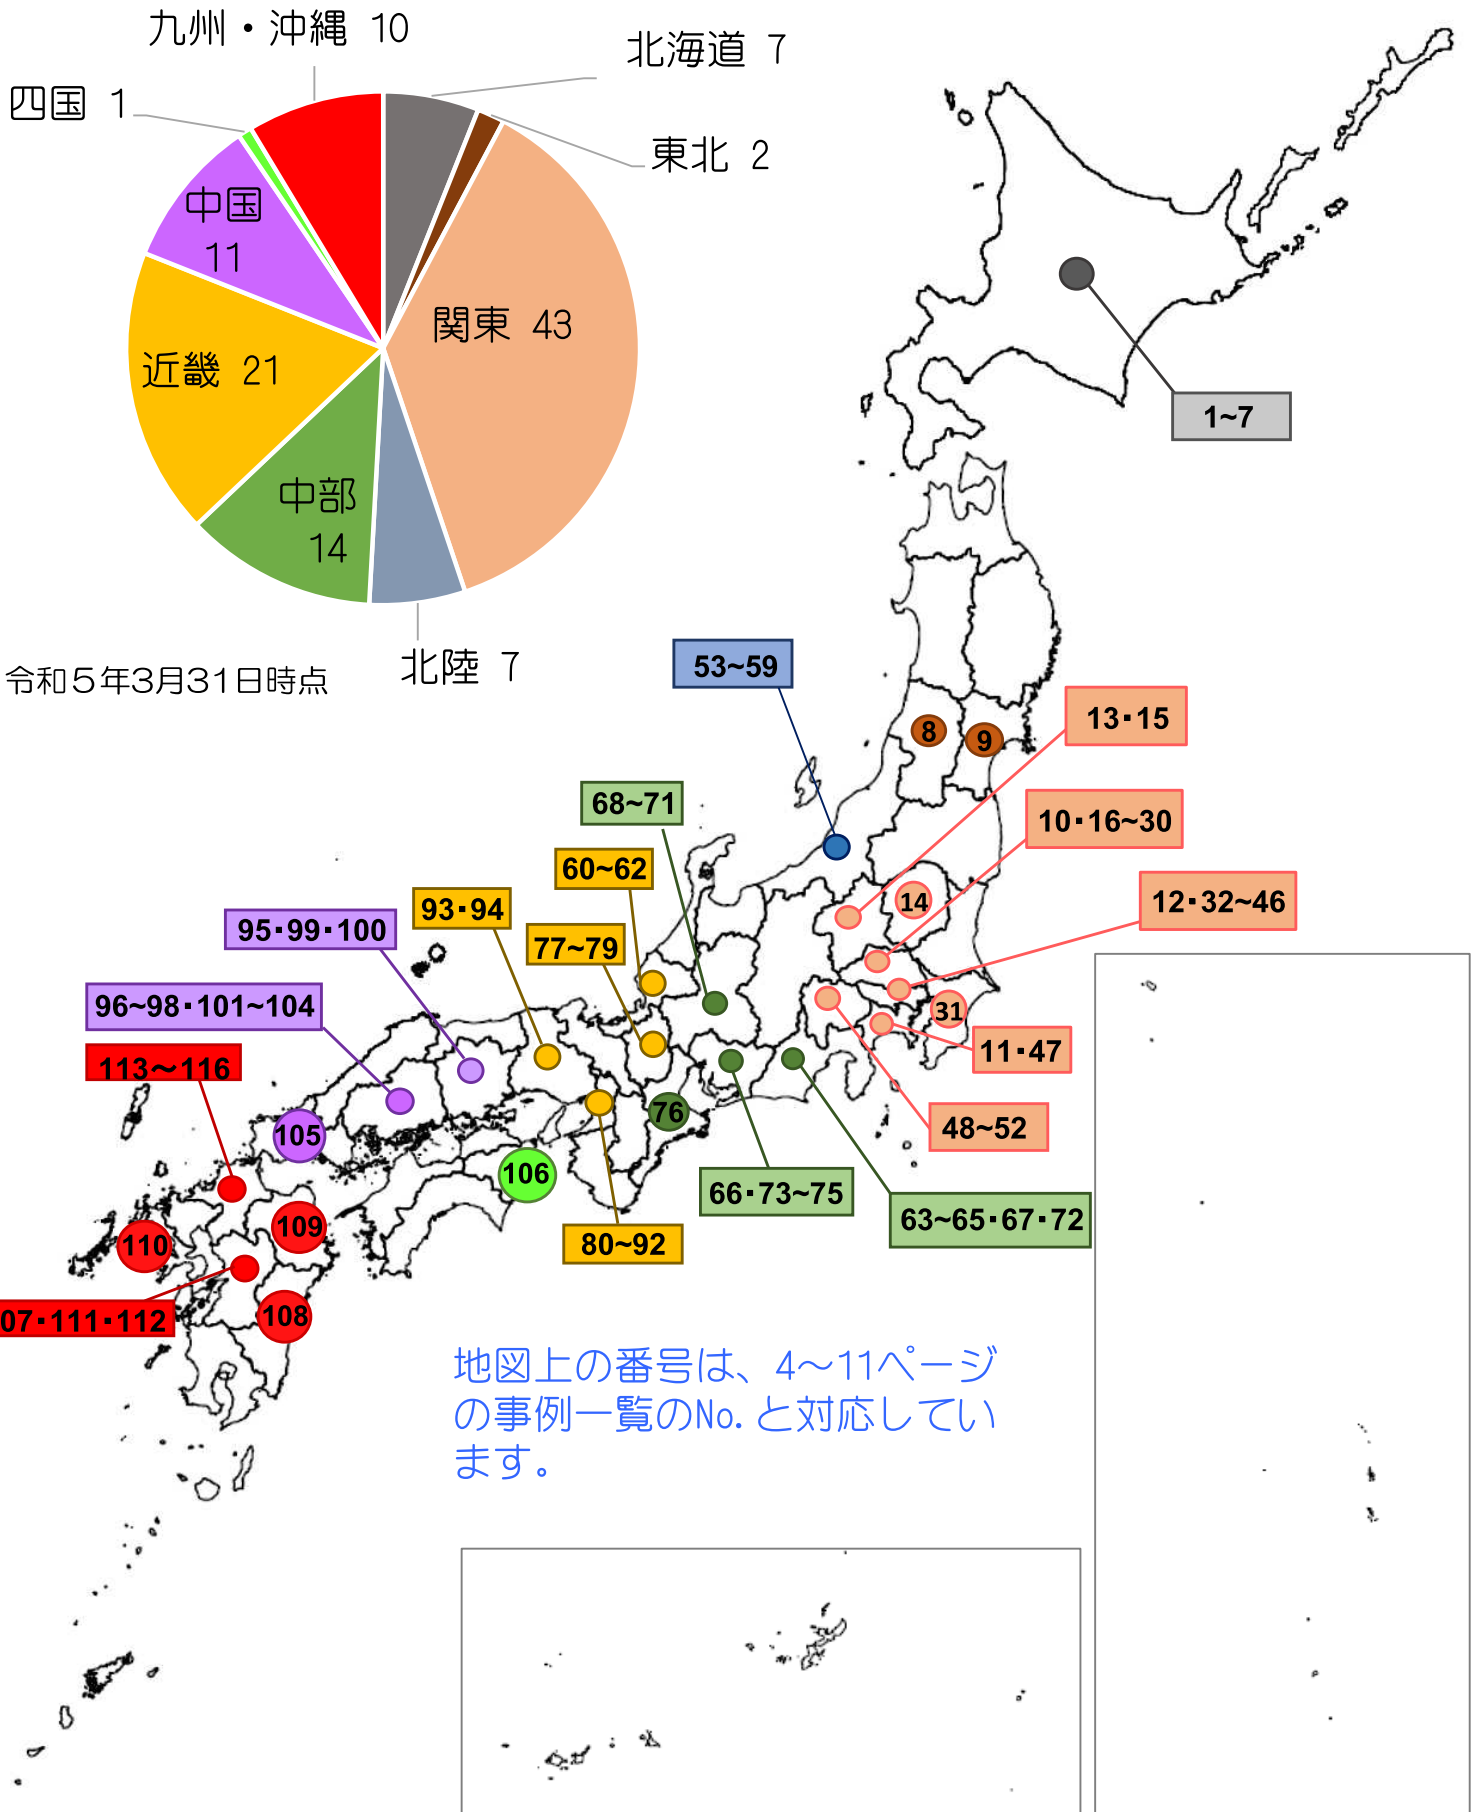 九州・沖縄 10
北海道 7
四国 1
東北 2
中国
11
関東 43
近畿 21
中部
14
北陸 7
令和5年3月31日時点
1~7
53~59
8
9
13・15
68~71
10・16~30
60~62
14
12・32~46
93・94
95・99・100
77~79
96~98・101~104
31
11・47
113～116
76
48~52
105
106
66・73~75
63~65・67・72
109
110
80~92
108
07・111・112
地図上の番号は、4～11ページ
の事例一覧のNo.と対応してい
ます。